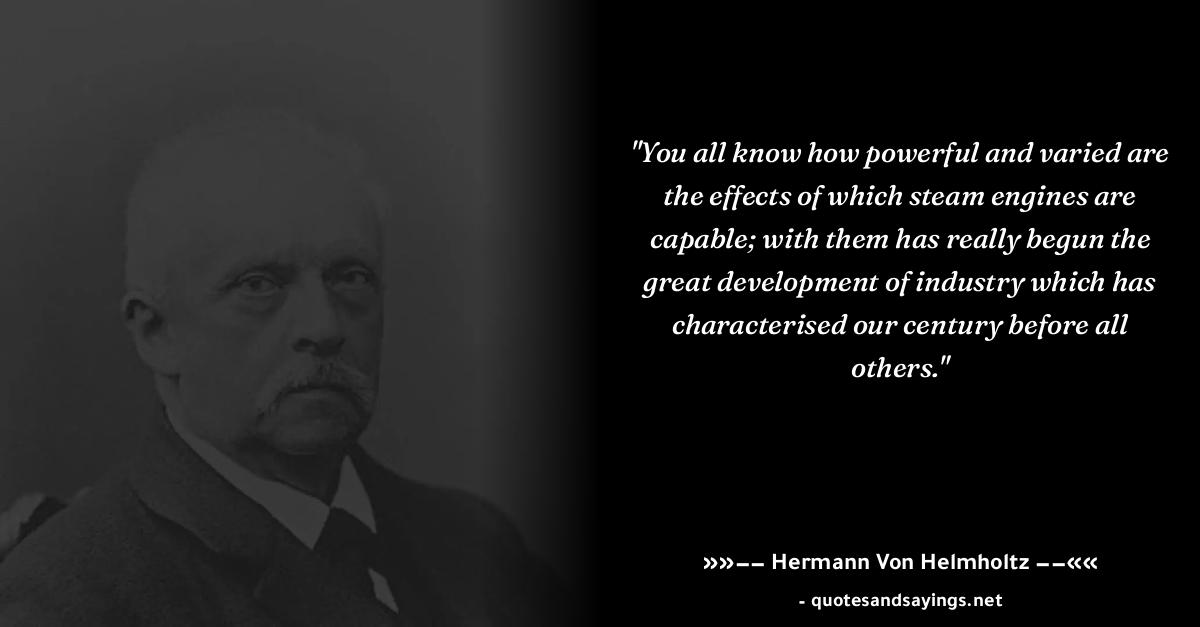 "You all know how powerful and varied are
the effects of which steam engines are
capable; with them has really begun the
great development of industry which has
characterised our century before all
others."
»»−− Hermann Von Helmholtz −−««
- quotesandsayings.net